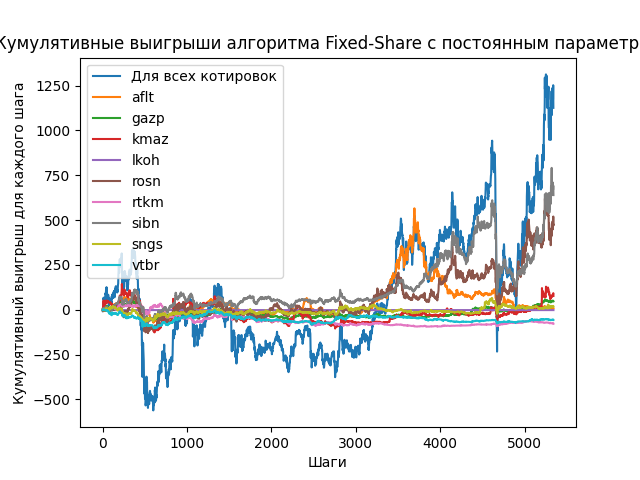 Кумулятивные выигрыши алгоритма Fixed-Share с постоянным параметр
Кумулятивный выигрыш для каждого шага
1250
1000
750
500
250
0
−250
−500
Для всех котировок
aflt
gazp
kmaz
lkoh
rosn
rtkm
sibn
sngs
vtbr
0 1000 2000 3000 4000 5000
Шаги